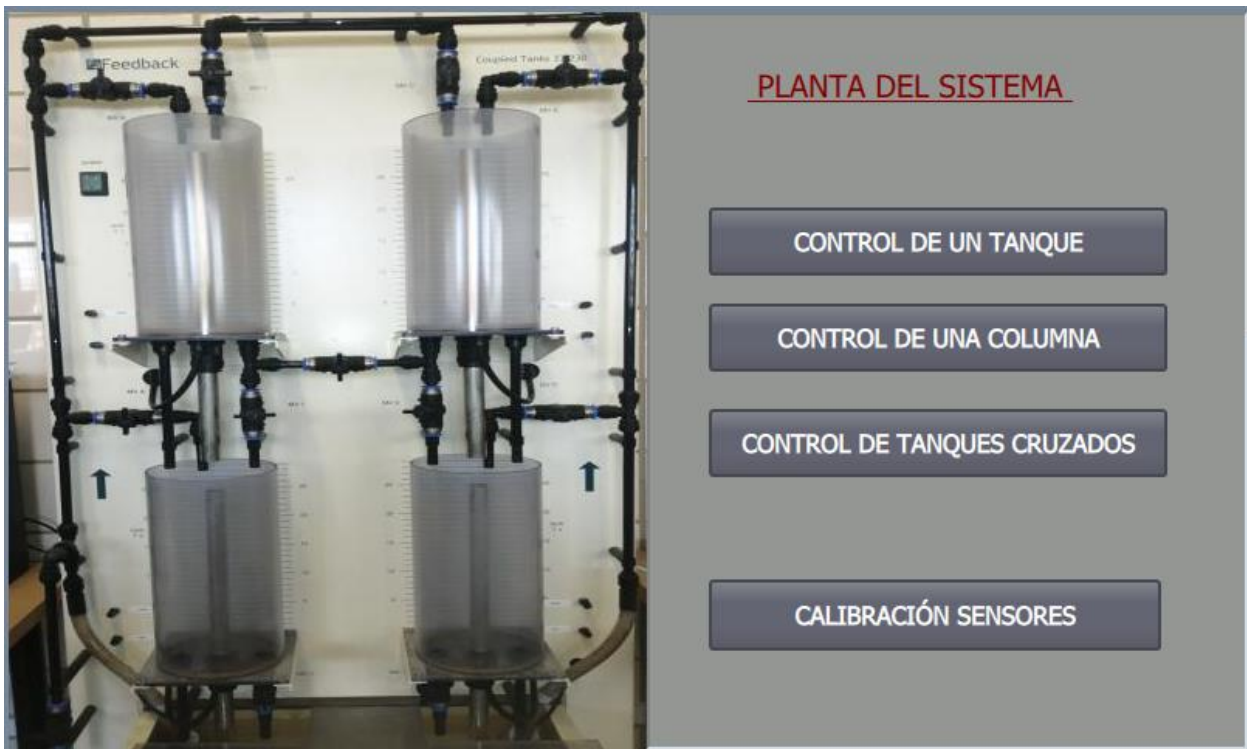 Feedback
Coupled Tanks
PLANTA DEL SISTEMA
CONTROL DE UN TANQUE
CONTROL DE UNA COLUMNA
CONTROL DE TANQUES CRUZADOS
CALIBRACIÓN SENSORES